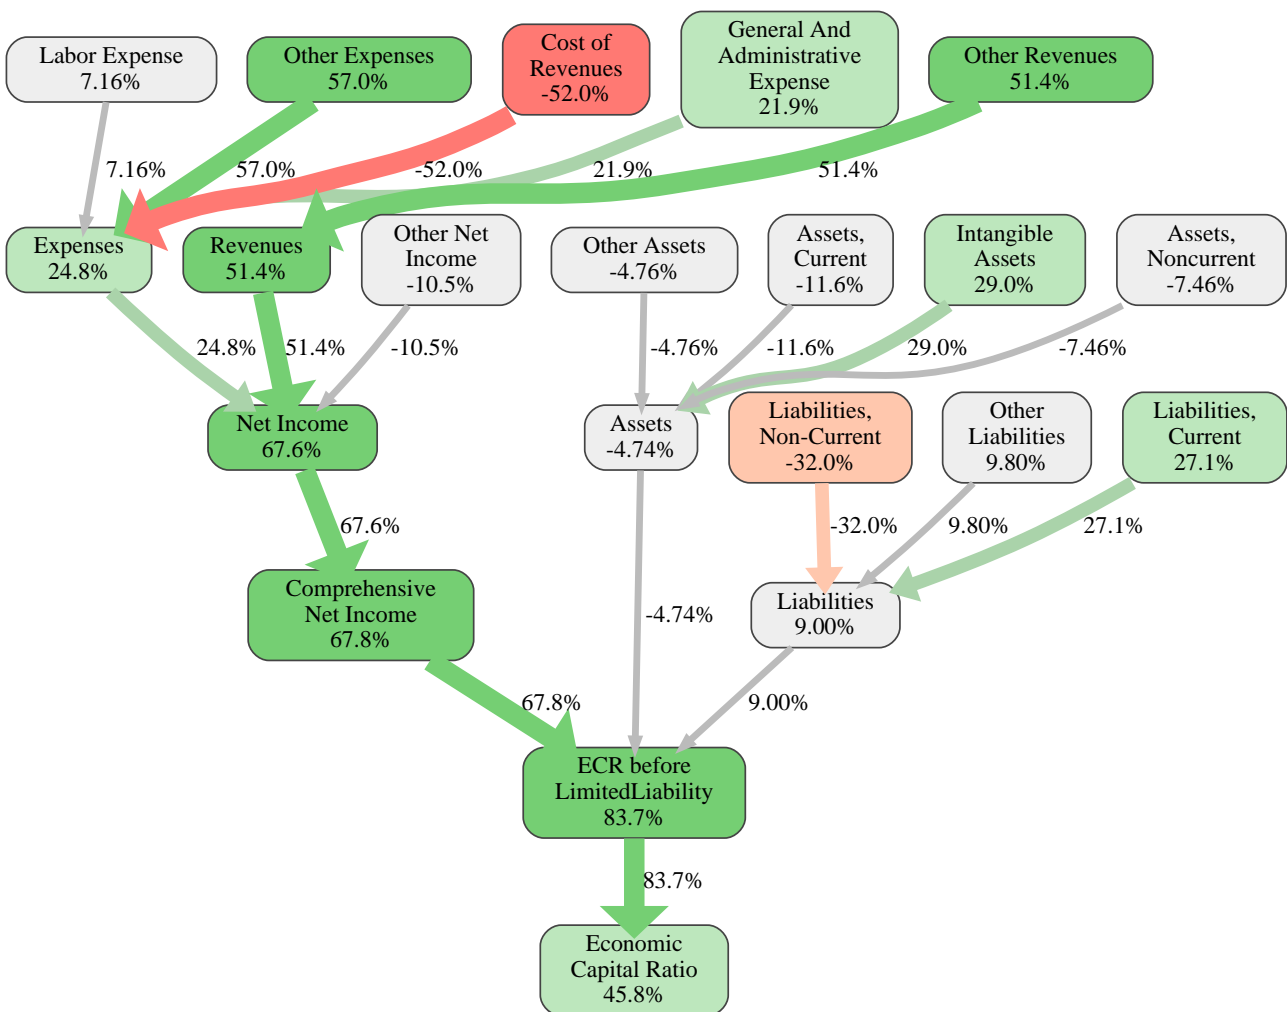 Labor Expense
7.16%
Other Expenses
57.0%
Cost of
Revenues
-52.0%
General And
Administrative
Expense
21.9%
Other Revenues
51.4%
7.16%
57.0%
-52.0%
21.9%
51.4%
Expenses
24.8%
Revenues
51.4%
Other Net
Income
-10.5%
Other Assets
-4.76%
Assets,
Current
-11.6%
Intangible
Assets
29.0%
Assets,
Noncurrent
-7.46%
24.8%
51.4%
-10.5%
-4.76%
-11.6%
29.0%
-7.46%
Net Income
67.6%
Assets
-4.74%
Liabilities,
Non-Current
-32.0%
Other
Liabilities
9.80%
Liabilities,
Current
27.1%
67.6%
-32.0%
9.80%
27.1%
Comprehensive
Net Income
67.8%
-4.74%
Liabilities
9.00%
67.8%
9.00%
ECR before
LimitedLiability
83.7%
83.7%
Economic
Capital Ratio
45.8%